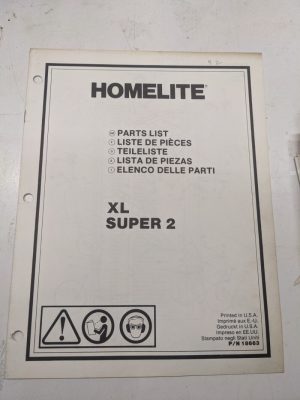 HOMELITE®
PARTS LIST
LISTE DE PIÈCES
TEILELISTE
LISTA DE PIEZAS
ELENCO DELLE PARTI
XL
SUPER 2
Printed in U.S.A.
Imprimé aux E.-U.
Gedruckt in U.S.A.
Impreso en EE.UU.
Stampato negli Stati Uniti
P/N 18663